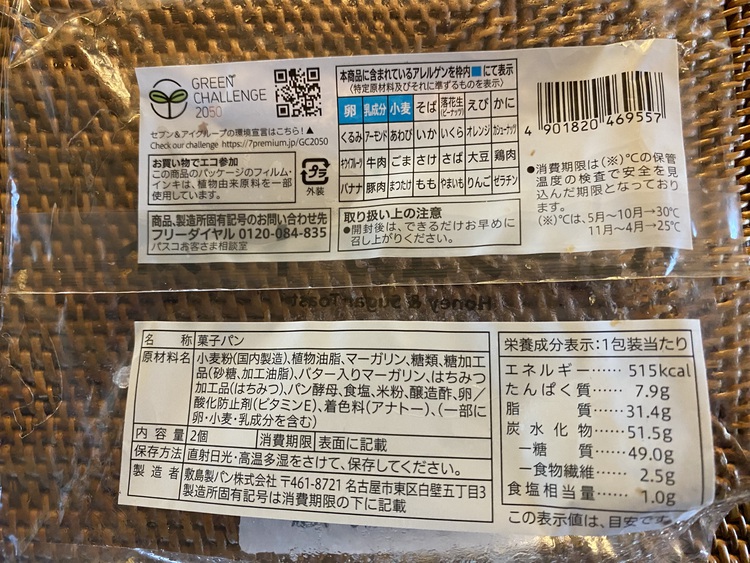 GREEN
CHALLENGE
2050
セブン&アイグループの環境宣言はこちら!▲
Check our challenge https://7premium.jp/GC2050
お買い物でエコ参加
この商品のパッケージのフィルム・
インキは、植物由来原料を一部
使用しています。
プラ
外装
商品、製造所固有記号のお問い合わせ先
フリーダイヤル 0120-084-835
パスコお客さま相談室
本商品に含まれているアレルゲンを枠内■にて表示
(特定原材料及びそれに準ずるものを表示)
卵 乳成分 小麦 そば 落花生(ピーナッツ) えび かに
くるみ アーモンド あわび いか いくら オレンジ カシューナッツ
キウイフルーツ 牛肉 ごま さけ さば 大豆 鶏肉
バナナ 豚肉 まつたけ もも やまいも りんご ゼラチン
取り扱い上の注意
●開封後は、できるだけお早めに
召し上がりください。
4 901820 469557
●消費期限は(※)℃の保管
温度の検査で安全を見
込んだ期限となっており
ます。
(※)℃は、5月〜10月→30℃
11月〜4月→25℃
Honey & Sugar Toast
名 称 菓子パン
原材料名 小麦粉(国内製造)、植物油脂、マーガリン、糖類、糖加工
品(砂糖、加工油脂)、バター入りマーガリン、はちみつ
加工品(はちみつ)、パン酵母、食塩、米粉、醸造酢、卵/
酸化防止剤(ビタミンE)、着色料(アナトー)、(一部に
卵・小麦・乳成分を含む)
内 容 量 2個 消費期限 表面に記載
保存方法 直射日光・高温多湿をさけて、保存してください。
製 造 者 敷島製パン株式会社 〒461-8721 名古屋市東区白壁五丁目3
製造所固有記号は消費期限の下に記載
栄養成分表示:1包装当たり
エネルギー……515kcal
たんぱく質……7.9g
脂 質……31.4g
炭水化物……51.5g
ー糖 質……49.0g
ー食物繊維……2.5g
食塩相当量……1.0g
この表示値は、目安です。